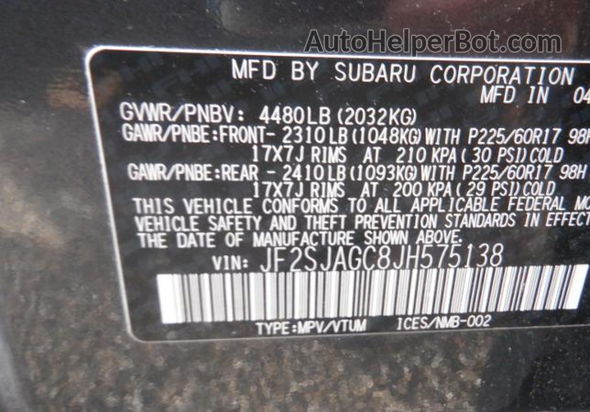 AutoHelperBot.com
MFD BY SUBARU CORPORATION
MFD IN 04
GVWR/PNBV: 4480LB (2032KG)
GAWR/PNBE:FRONT- 2310LB (1048KG) WITH P225/60R17 98H
17X7J RIMS AT 210 KPA ( 30 PSI) COLD
GAWR/PNBE:REAR - 2410LB (1093KG) WITH P225/60R17 98H
17X7J RIMS AT 200 KPA ( 29 PSI) COLD
THIS VEHICLE CONFORMS TO ALL APPLICABLE FEDERAL MO
VEHICLE SAFETY AND THEFT PREVENTION STANDARDS IN EFFECT
THE DATE OF MANUFACTURE SHOWN ABOVE.
VIN: JF2SJAGC8JH575138
TYPE:MPV/VTUM 1CES/NMB-002